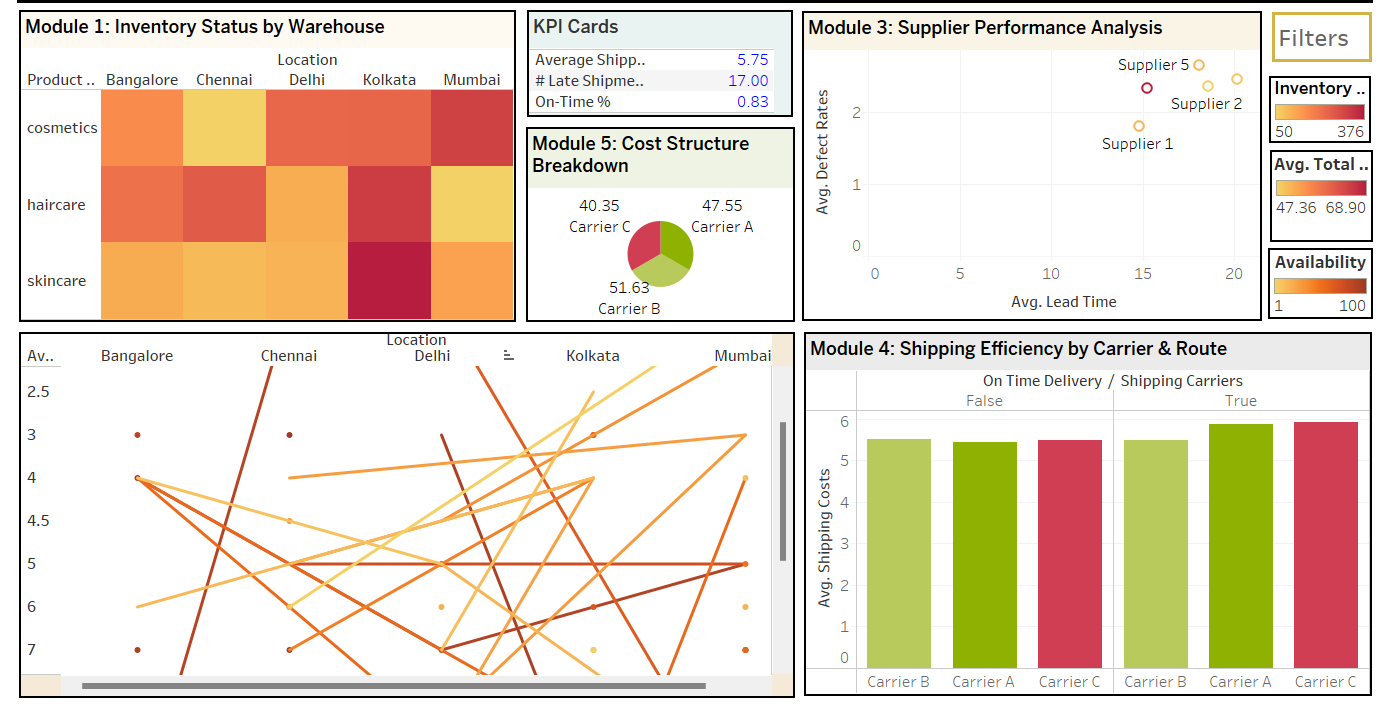 Module 1: Inventory Status by Warehouse
Location
Product .. Bangalore Chennai Delhi Kolkata Mumbai
cosmetics
haircare
skincare
KPI Cards
Average Shipp.. 5.75
# Late Shipme.. 17.00
On-Time % 0.83
Module 5: Cost Structure
Breakdown
40.35 47.55
Carrier C Carrier A
51.63
Carrier B
Module 3: Supplier Performance Analysis
Avg. Defect Rates
2
1
0
Supplier 5
Supplier 2
Supplier 1
0 5 10 15 20
Avg. Lead Time
Filters
Inventory ..
50 376
Avg. Total ..
47.36 68.90
Availability
1 100
Location
Av.. Bangalore Chennai Delhi Kolkata Mumbai
2.5
3
4
4.5
5
6
7
Module 4: Shipping Efficiency by Carrier & Route
On Time Delivery / Shipping Carriers
False True
Avg. Shipping Costs
6
5
4
3
2
1
0
Carrier B Carrier A Carrier C Carrier B Carrier A Carrier C